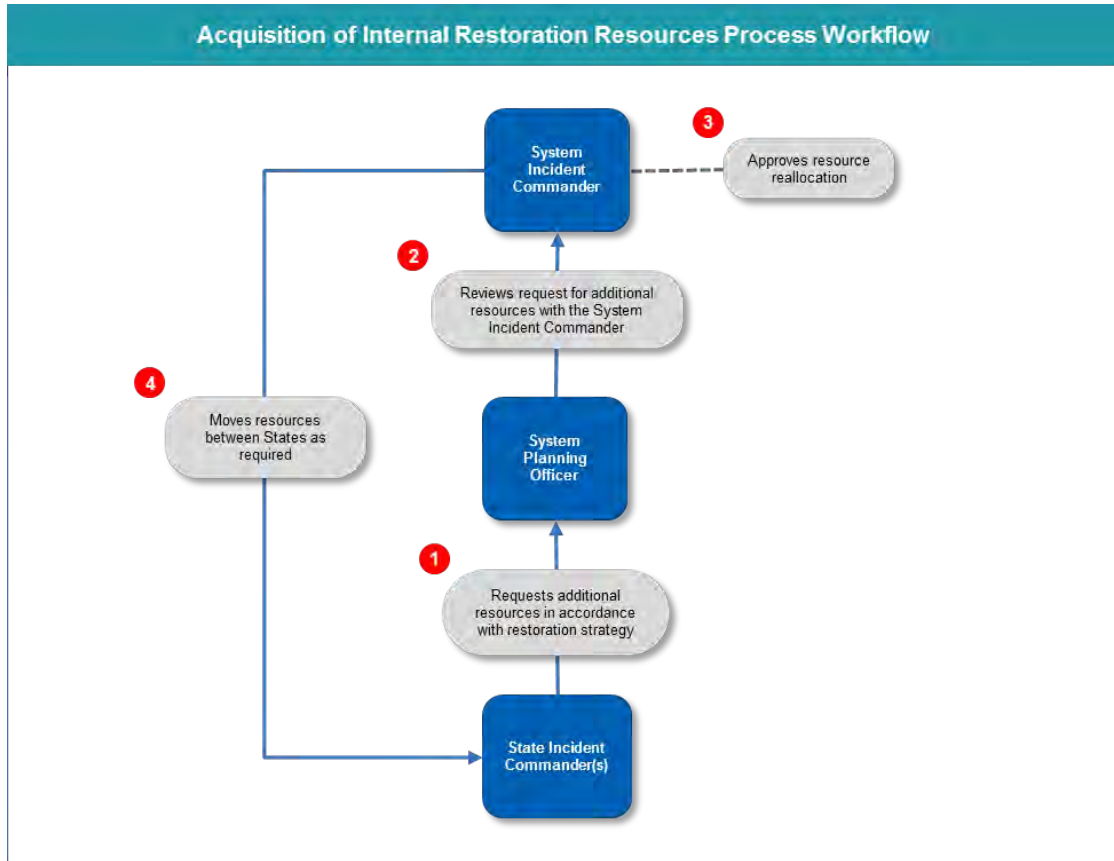 Acquisition of Internal Restoration Resources Process Workflow
System
Incident
Commander
3
Approves resource
reallocation
2
Reviews request for additional
resources with the System
Incident Commander
4
Moves resources
between States as
required
System
Planning
Officer
1
Requests additional
resources in accordance
with restoration strategy
State Incident
Commander(s)